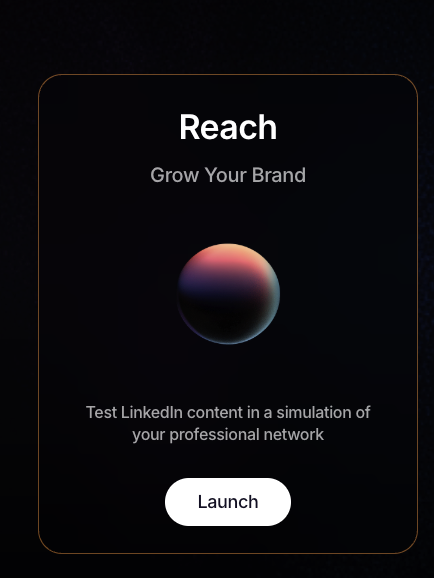 Reach
Grow Your Brand
Test LinkedIn content in a simulation of
your professional network
Launch